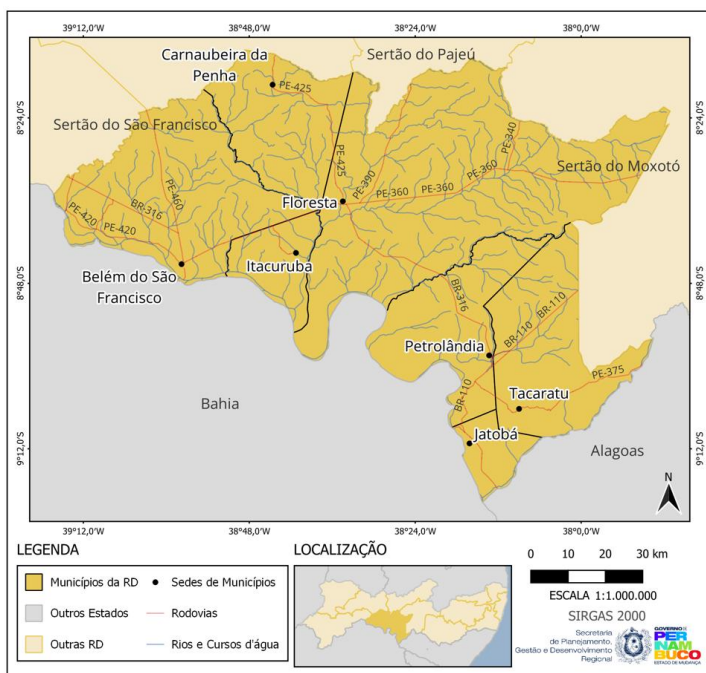 39°12,0'W
38°48,0'W
38°24,0'W
38°0,0'W
8°24,0'S
8°48,0'S
9°12,0'S
8°24,0'S
8°48,0'S
9°12,0'S
Sertão do Pajeú
Carnaubeira da
Penha
PE-425
Sertão do São Francisco
PE-340
PE-425
PE-390
PE-360
Sertão do Moxotó
PE-460
PE-360
PE-360
Floresta
BR-316
PE-420
PE-420
Itacuruba
Belém do São
Francisco
BR-316
BR-110
BR-110
Petrolândia
PE-375
Tacaratu
BR-110
Bahia
Jatobá
Alagoas
N
39°12,0'W
38°48,0'W
38°24,0'W
38°0,0'W
LEGENDA
Municípios da RD
Sedes de Municípios
Outros Estados
Rodovias
Outras RD
Rios e Cursos d'água
LOCALIZAÇÃO
0 10 20 30 km
ESCALA 1:1.000.000
SIRGAS 2000
Secretaria
de Planejamento,
Gestão e Desenvolvimento
Regional
GOVERNO DE
PER
NAM
BUCO
ESTADO DE MUDANÇA